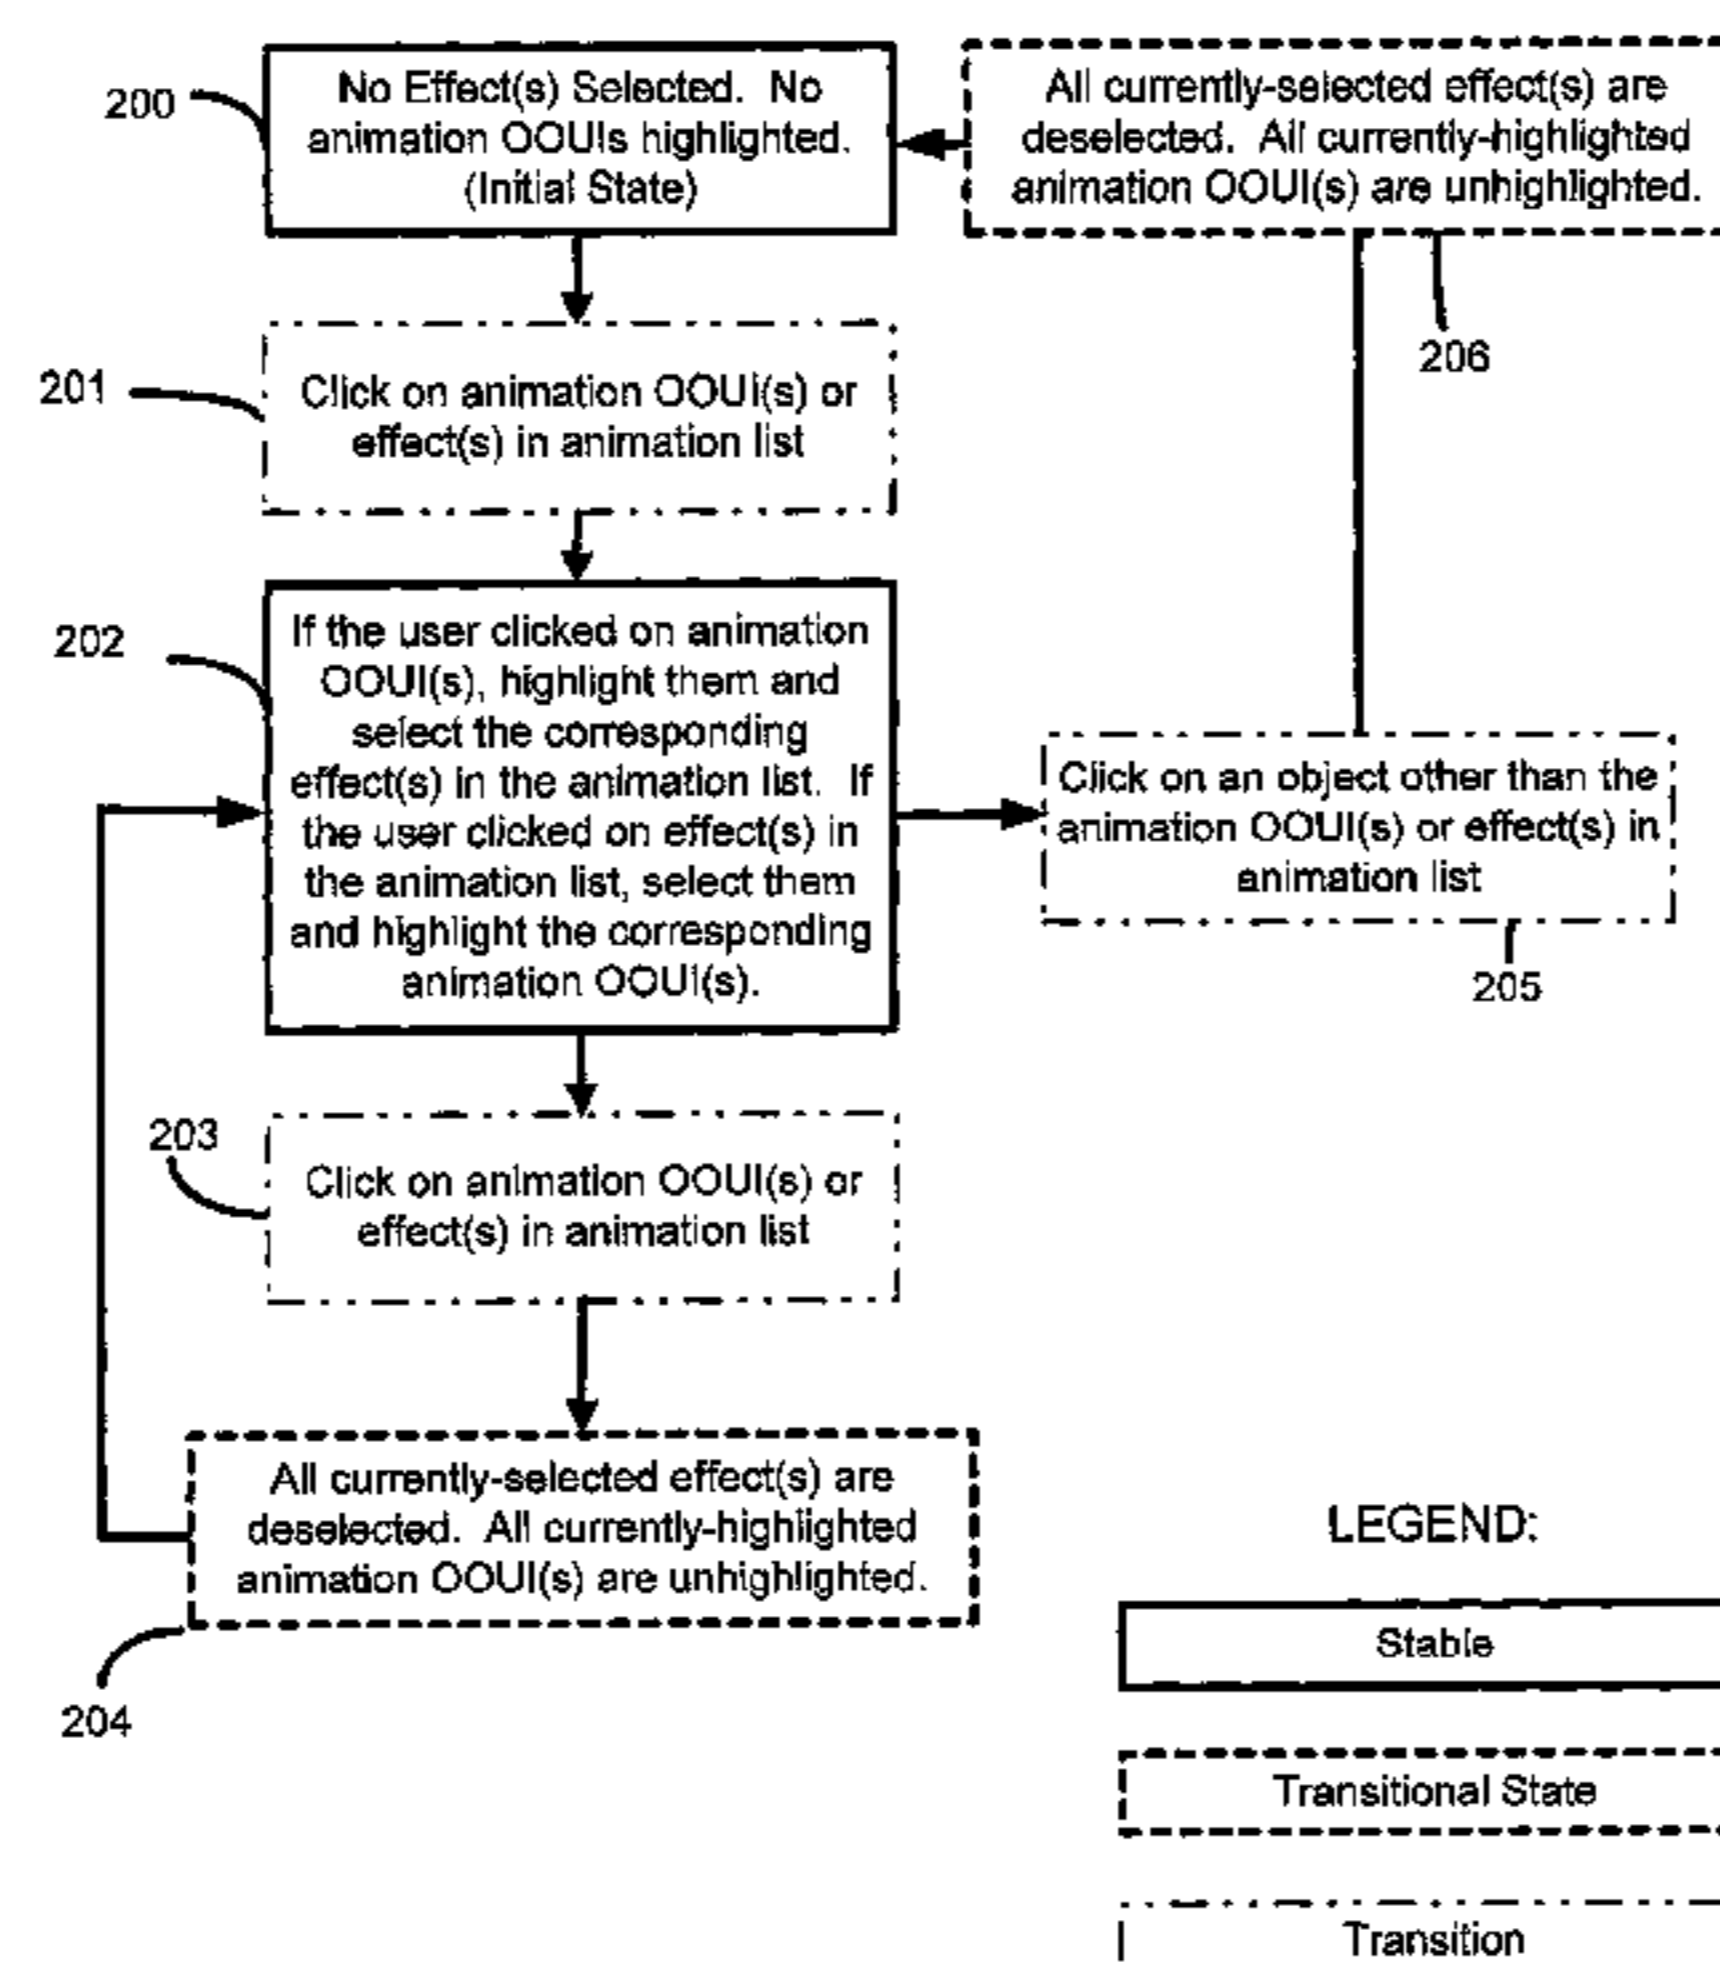 200
No Effect(s) Selected. No
animation OOUIs highlighted.
(Initial State)
All currently-selected effect(s) are
deselected. All currently-highlighted
animation OOUI(s) are unhighlighted.
206
201
Click on animation OOUI(s) or
effect(s) in animation list
202
If the user clicked on animation
OOUI(s), highlight them and
select the corresponding
effect(s) in the animation list. If
the user clicked on effect(s) in
the animation list, select them
and highlight the corresponding
animation OOUI(s).
Click on an object other than the
animation OOUI(s) or effect(s) in
animation list
205
203
Click on animation OOUI(s) or
effect(s) in animation list
All currently-selected effect(s) are
deselected. All currently-highlighted
animation OOUI(s) are unhighlighted.
204
LEGEND:
Stable
Transitional State
Transition